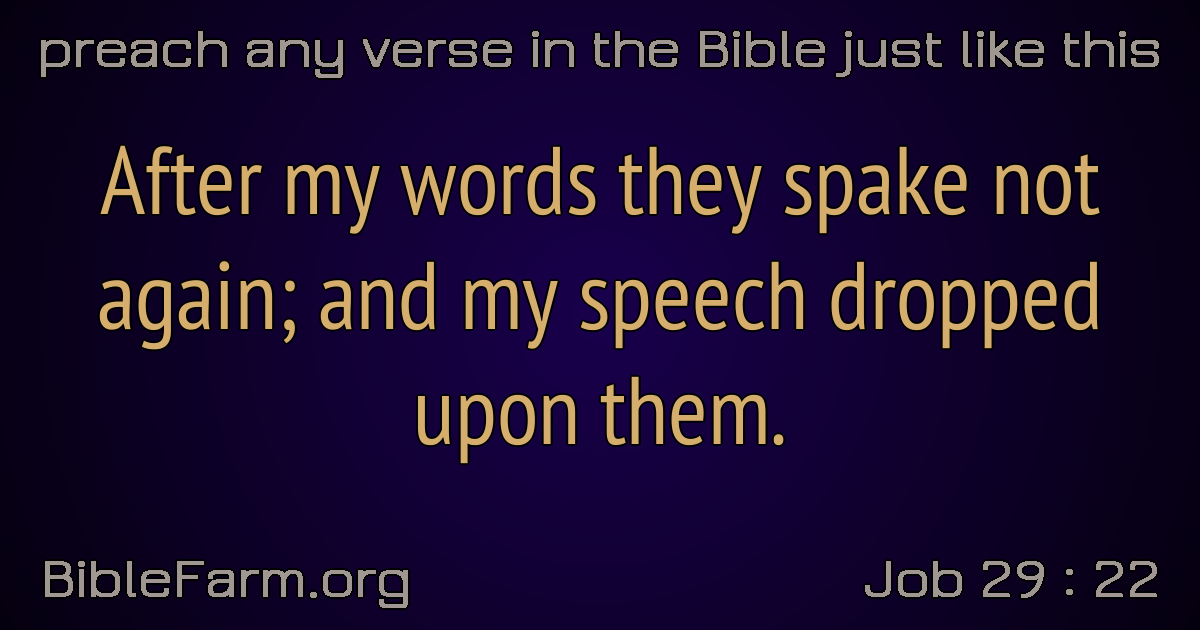 preach any verse in the Bible just like this
After my words they spake not
again; and my speech dropped
upon them.
BibleFarm.org
Job 29 : 22